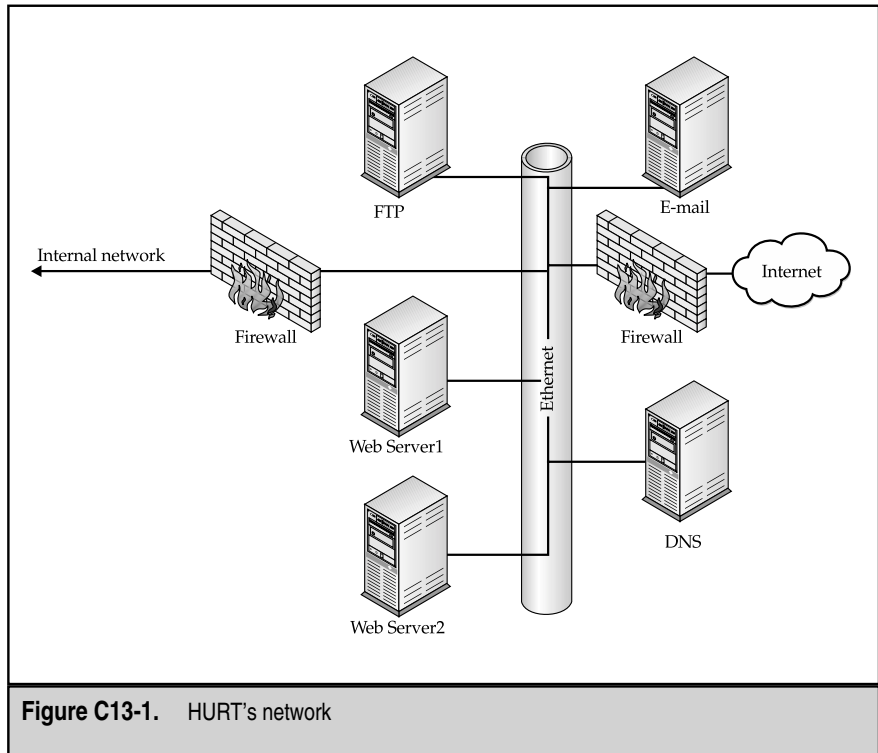 FTP
E-mail
Internal network
Internet
Firewall
Firewall
Ethernet
Web Server1
DNS
Web Server2
Figure C13-1. HURT's network